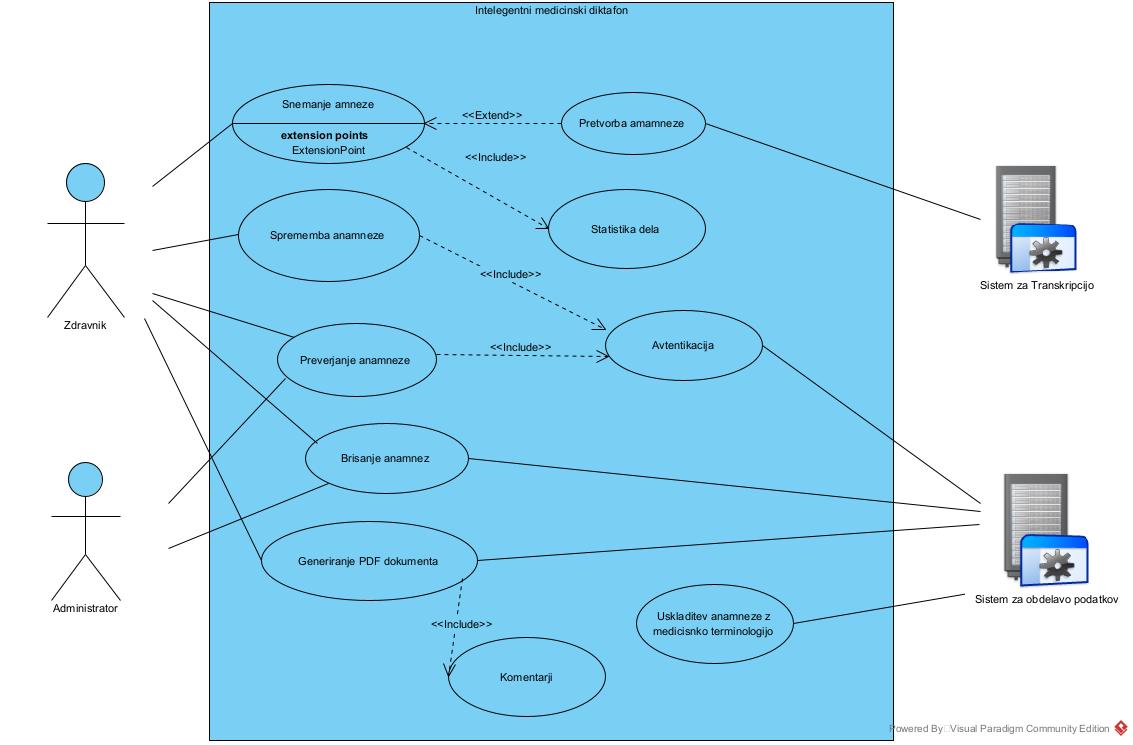 Intelegentni medicinski diktafon
Snemanje amneze
extension points
ExtensionPoint
<<Extend>>
Pretvorba amamneze
<<Include>>
Zdravnik
Sprememba anamneze
Statistika dela
Sistem za Transkripcijo
<<Include>>
Preverjanje anamneze
<<Include>>
Avtentikacija
Brisanje anamnez
Administrator
Generiranje PDF dokumenta
<<Include>>
Uskladitev anamneze z
medicisnko terminologijo
Sistem za obdelavo podatkov
Komentarji
Powered By Visual Paradigm Community Edition